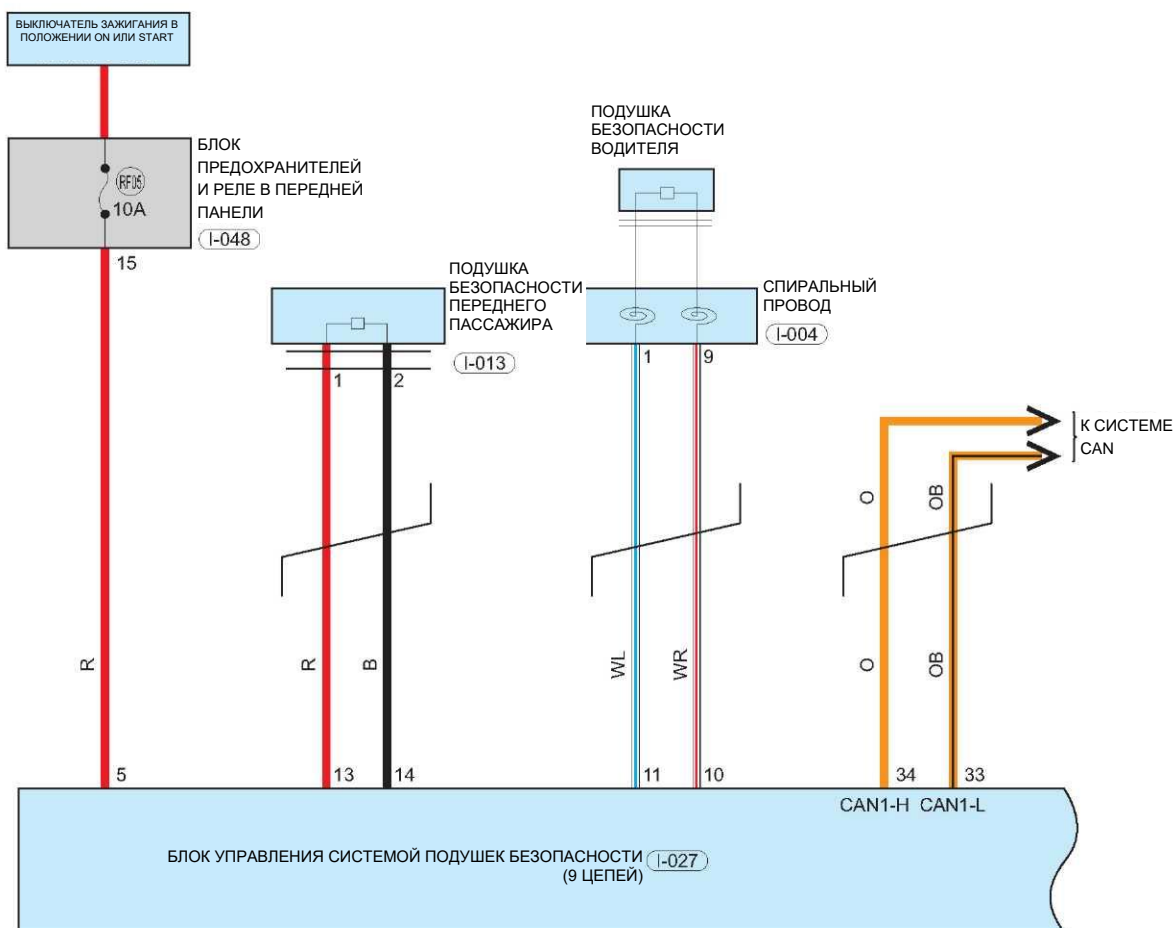 ВЫКЛЮЧАТЕЛЬ ЗАЖИГАНИЯ В
ПОЛОЖЕНИИ ON ИЛИ START
БЛОК
ПРЕДОХРАНИТЕЛЕЙ
И РЕЛЕ В ПЕРЕДНЕЙ
ПАНЕЛИ
I-048
RF05
10A
15
ПОДУШКА
БЕЗОПАСНОСТИ
ВОДИТЕЛЯ
ПОДУШКА
БЕЗОПАСНОСТИ
ПЕРЕДНЕГО
ПАССАЖИРА
I-013
1
2
СПИРАЛЬНЫЙ
ПРОВОД
I-004
1
9
К СИСТЕМЕ
CAN
O
OB
R
R
B
WL
WR
O
OB
5
13
14
11
10
34
33
CAN1-H CAN1-L
БЛОК УПРАВЛЕНИЯ СИСТЕМОЙ ПОДУШЕК БЕЗОПАСНОСТИ I-027
(9 ЦЕПЕЙ)